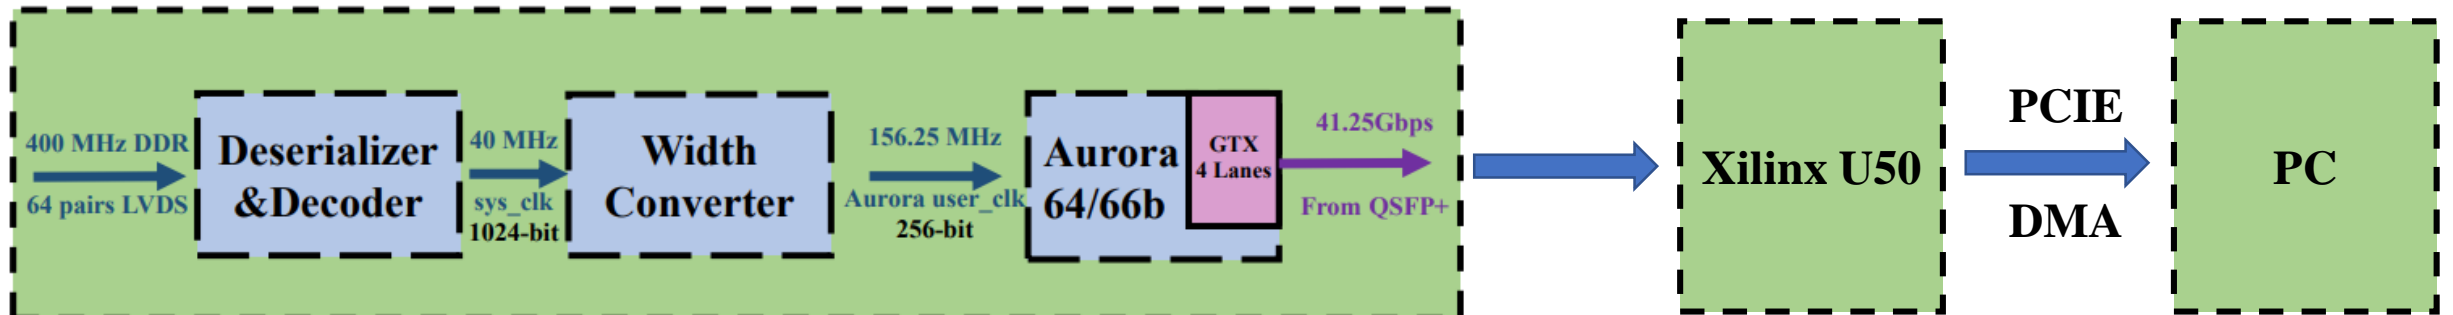 400 MHz DDR
64 pairs LVDS
Deserializer
&Decoder
40 MHz
sys_clk
1024-bit
Width
Converter
156.25 MHz
Aurora user_clk
256-bit
Aurora
64/66b
GTX
4 Lanes
41.25Gbps
From QSFP+
Xilinx U50
PCIE
DMA
PC